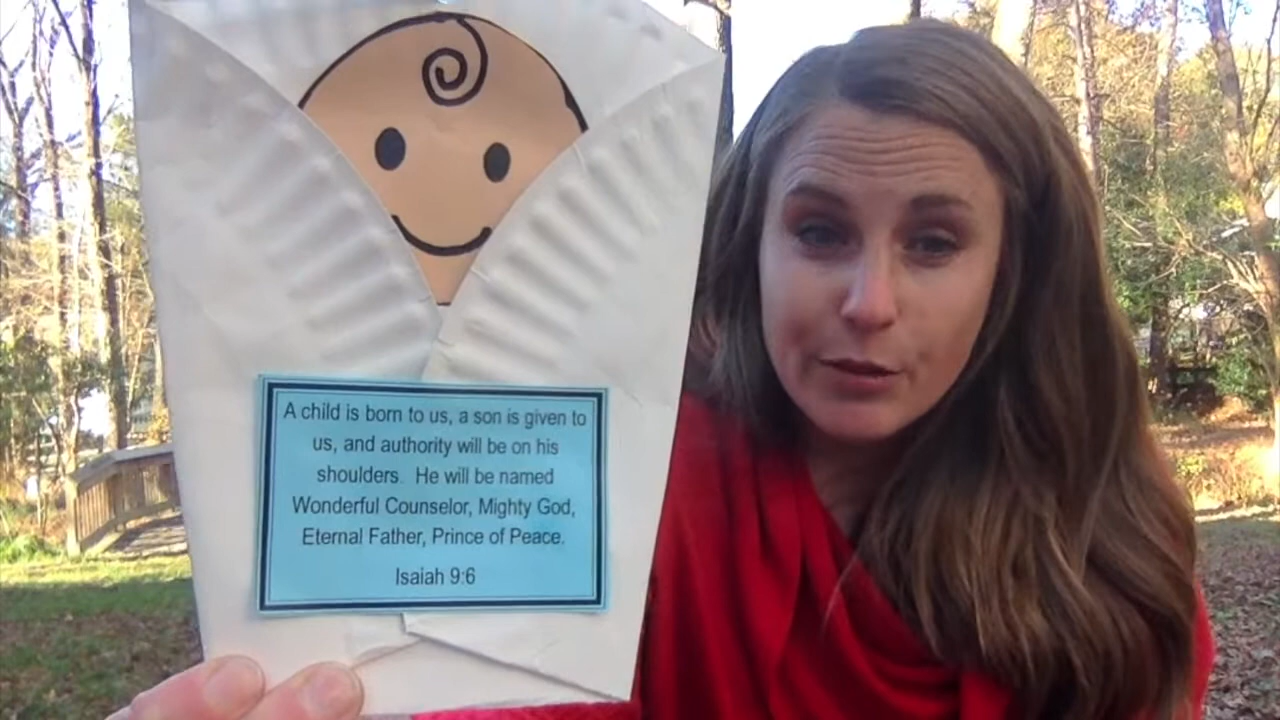 A child is born to us, a son is given to
us, and authority will be on his
shoulders. He will be named
Wonderful Counselor, Mighty God,
Eternal Father, Prince of Peace.
Isaiah 9:6